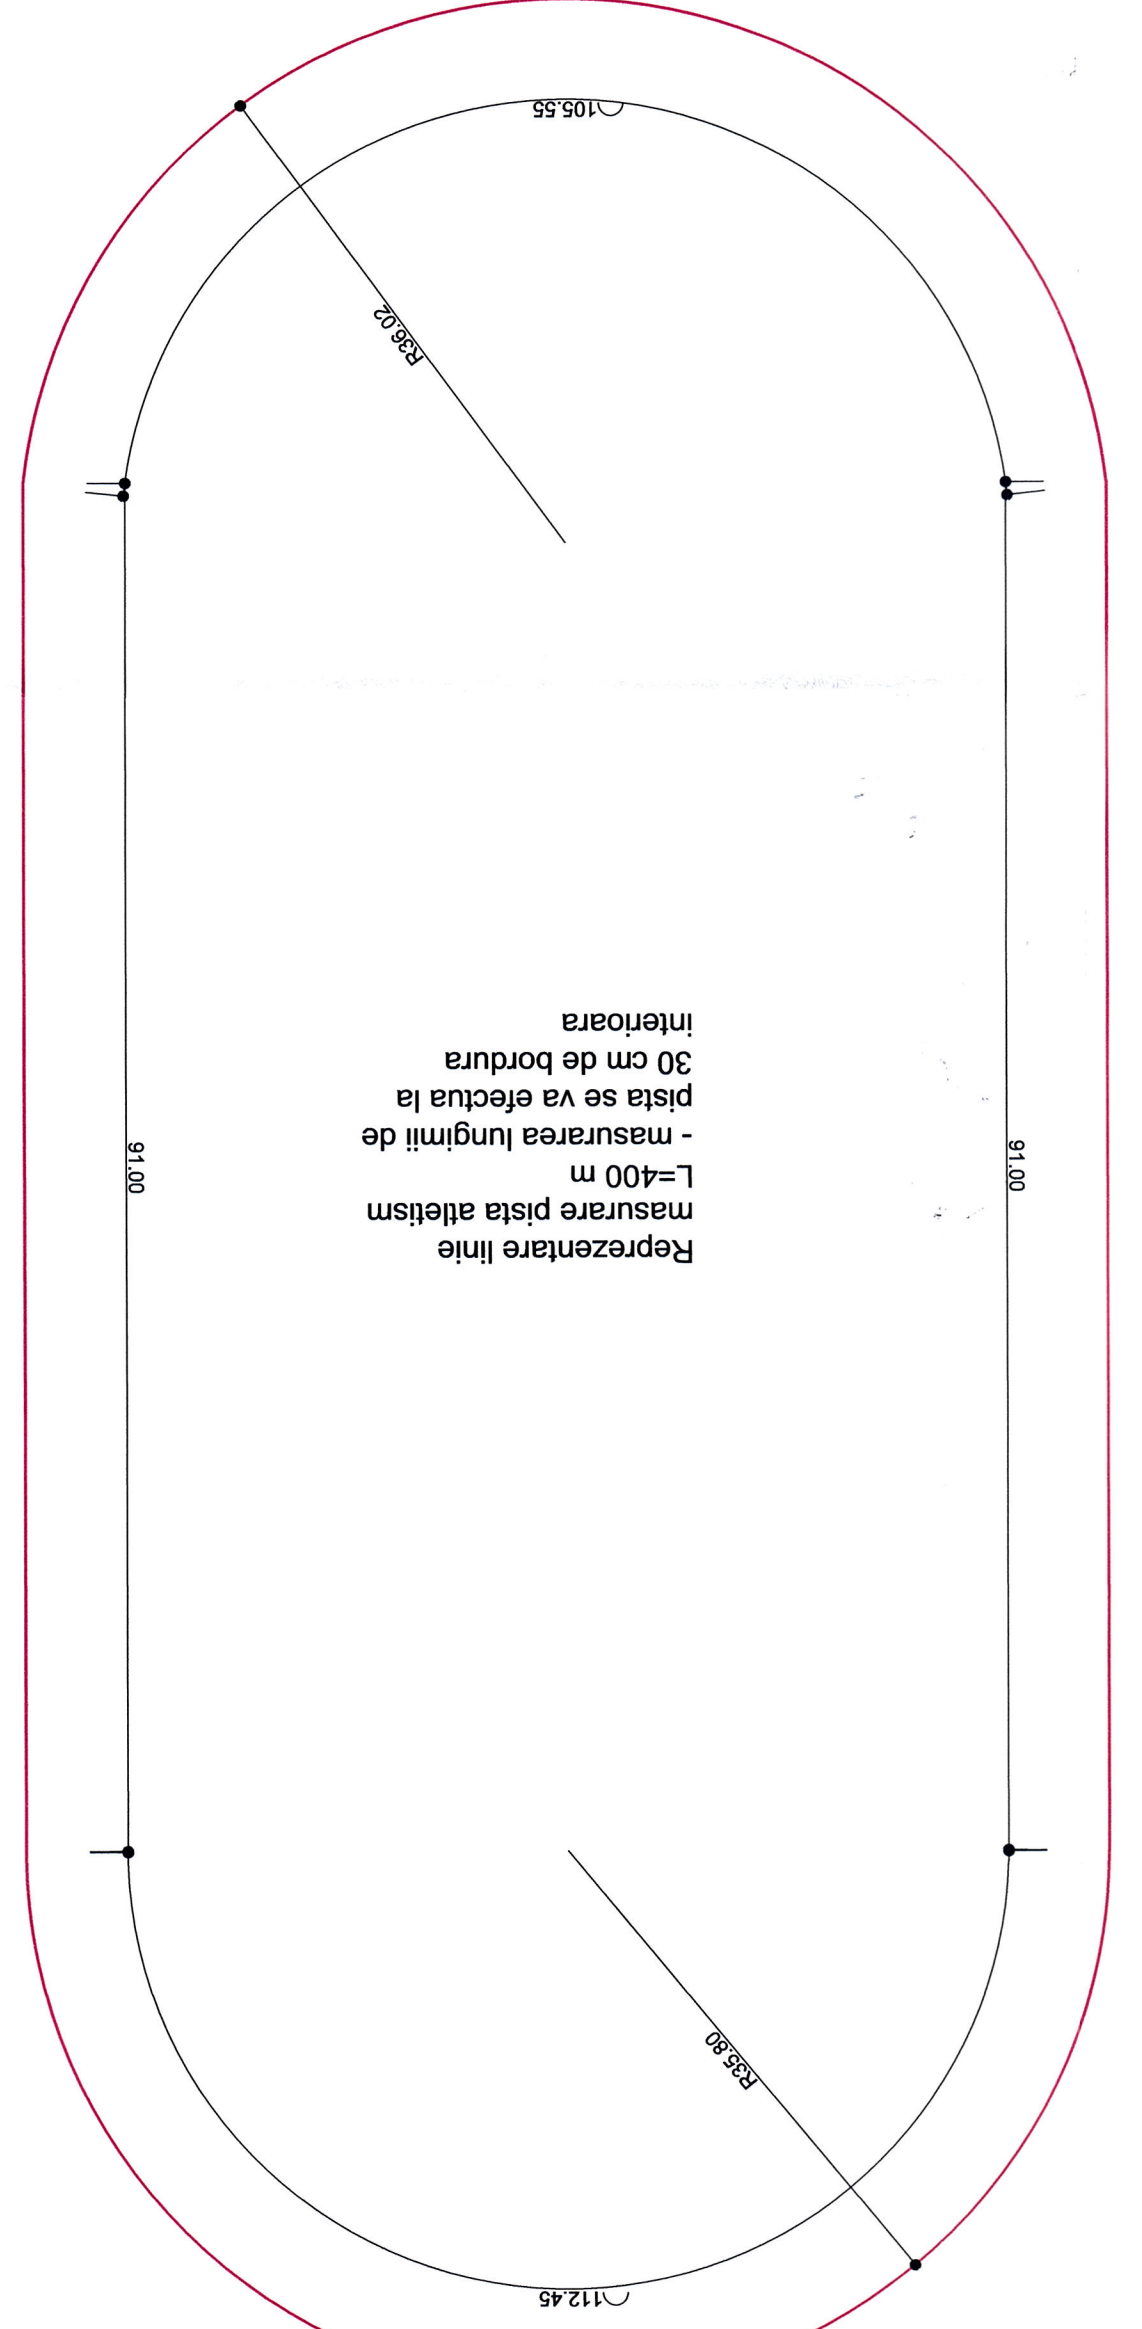 Reprezentare linie
masurare pista atletism
L=400 m
- masurarea lungimii de
pista se va efectua la
30 cm de bordura
interioara
112.45
R35.80
91.00
91.00
R36.02
105.55